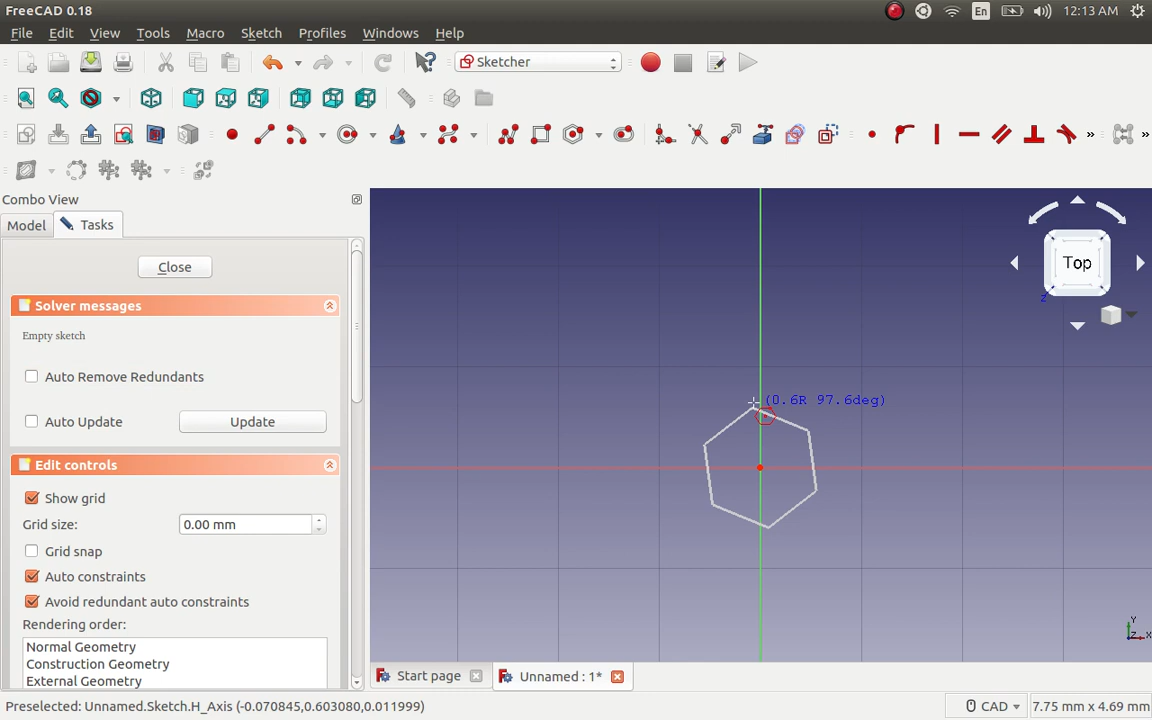 FreeCAD 0.18
En
12:13 AM
File Edit View Tools Macro Sketch Profiles Windows Help
Sketcher
Combo View
Model Tasks
Close
Solver messages
Empty sketch
Auto Remove Redundants
Auto Update Update
Edit controls
Show grid
Grid size: 0.00 mm
Grid snap
Auto constraints
Avoid redundant auto constraints
Rendering order:
Normal Geometry
Construction Geometry
External Geometry
(0.6R 97.6deg)
Top
Z
Y
Z X
Start page Unnamed : 1*
Preselected: Unnamed.Sketch.H_Axis (-0.070845,0.603080,0.011999)
CAD 7.75 mm x 4.69 mm